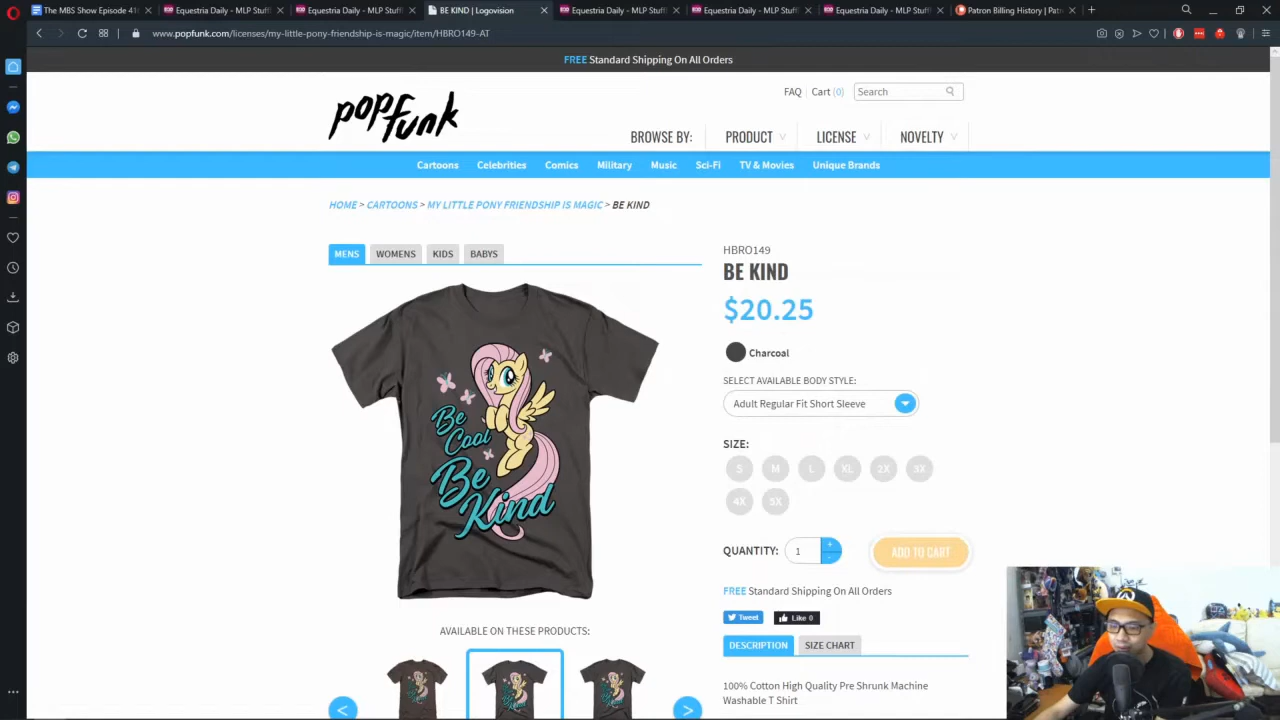 The MBS Show Episode 41
Equestria Daily - MLP Stuff
Equestria Daily - MLP Stuff
BE KIND | Logovision
Equestria Daily - MLP Stuff
Equestria Daily - MLP Stuff
Equestria Daily - MLP Stuff
Patron Billing History | Patr
www.popfunk.com/licenses/my-little-pony-friendship-is-magic/item/HBRO149-AT
FREE Standard Shipping On All Orders
popfunk
FAQ | Cart (0)
Search
BROWSE BY:
PRODUCT
LICENSE
NOVELTY
Cartoons
Celebrities
Comics
Military
Music
Sci-Fi
TV & Movies
Unique Brands
HOME > CARTOONS > MY LITTLE PONY FRIENDSHIP IS MAGIC > BE KIND
MENS
WOMENS
KIDS
BABYS
Be
Cool
Be
Kind
AVAILABLE ON THESE PRODUCTS:
<
>
HBRO149
BE KIND
$20.25
Charcoal
SELECT AVAILABLE BODY STYLE:
Adult Regular Fit Short Sleeve
SIZE:
S M L XL 2X 3X
4X 5X
QUANTITY: 1 + -
ADD TO CART
FREE Standard Shipping On All Orders
Tweet
Like 0
DESCRIPTION
SIZE CHART
100% Cotton High Quality Pre Shrunk Machine
Washable T Shirt